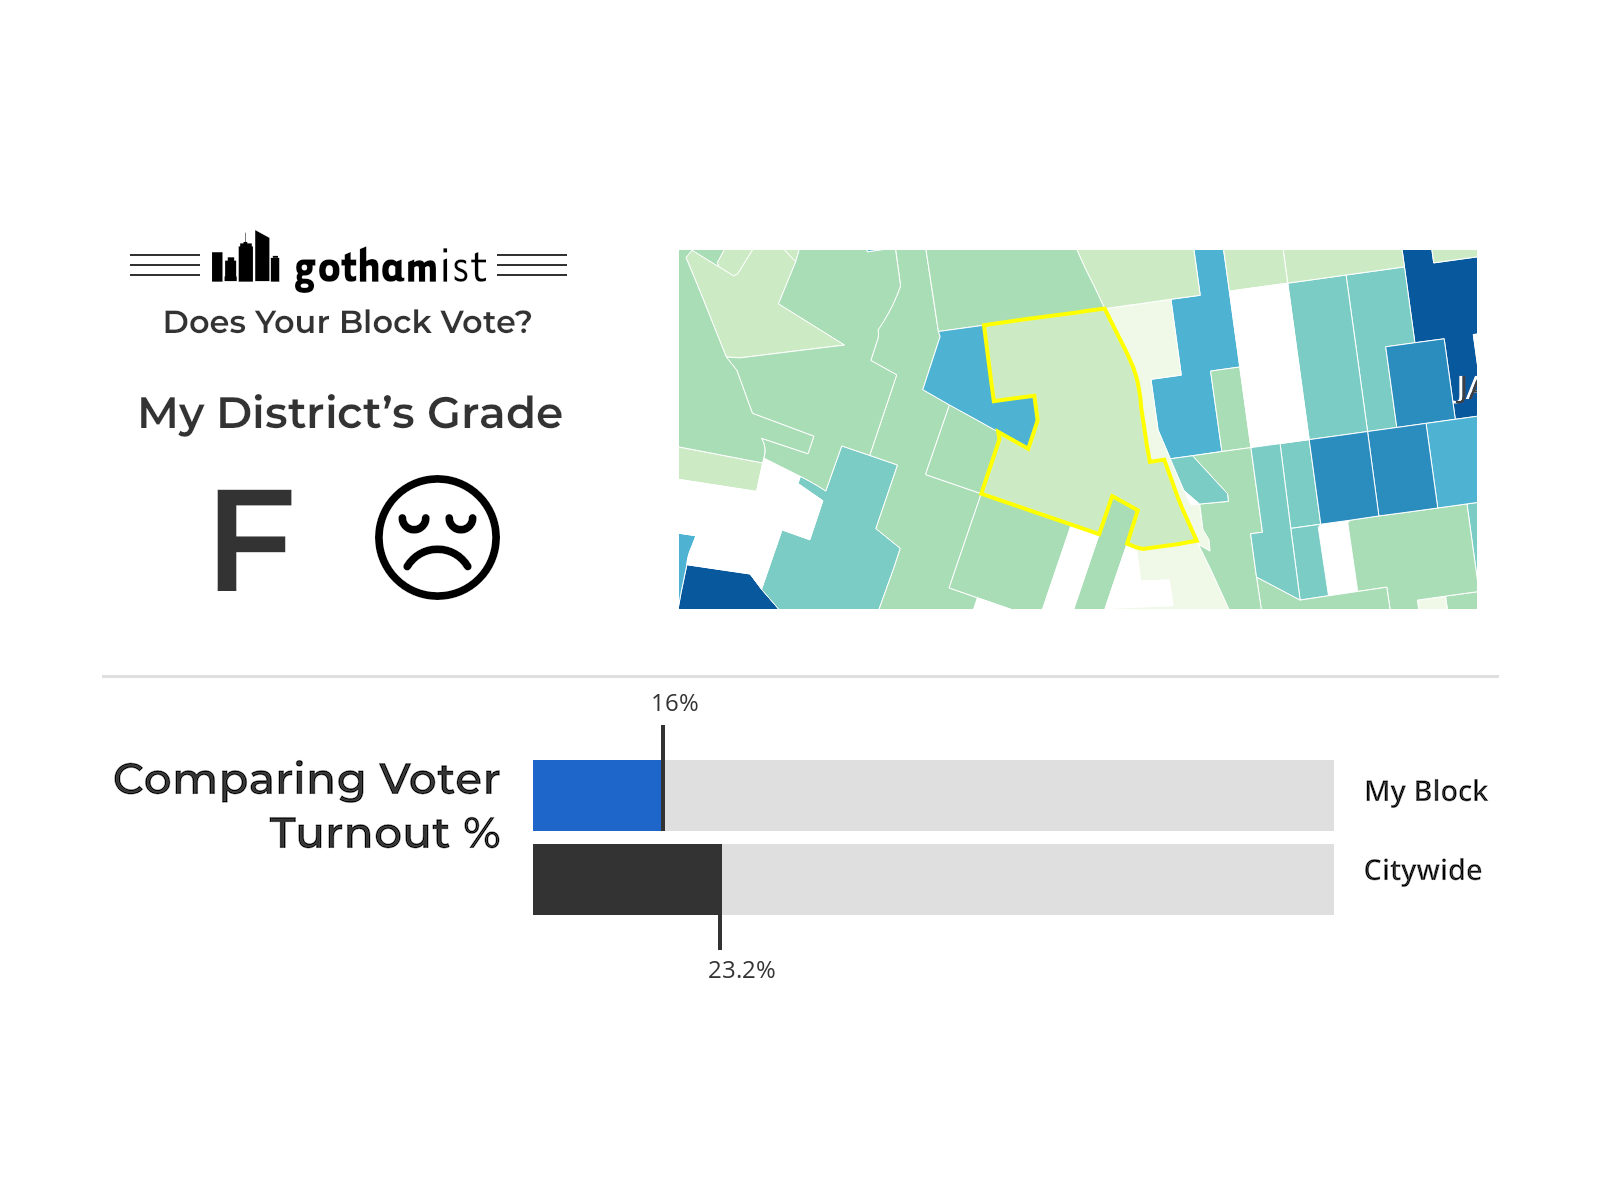 gothamist
Does Your Block Vote?
My District’s Grade
F
16%
Comparing Voter
Turnout %
My Block
Citywide
23.2%